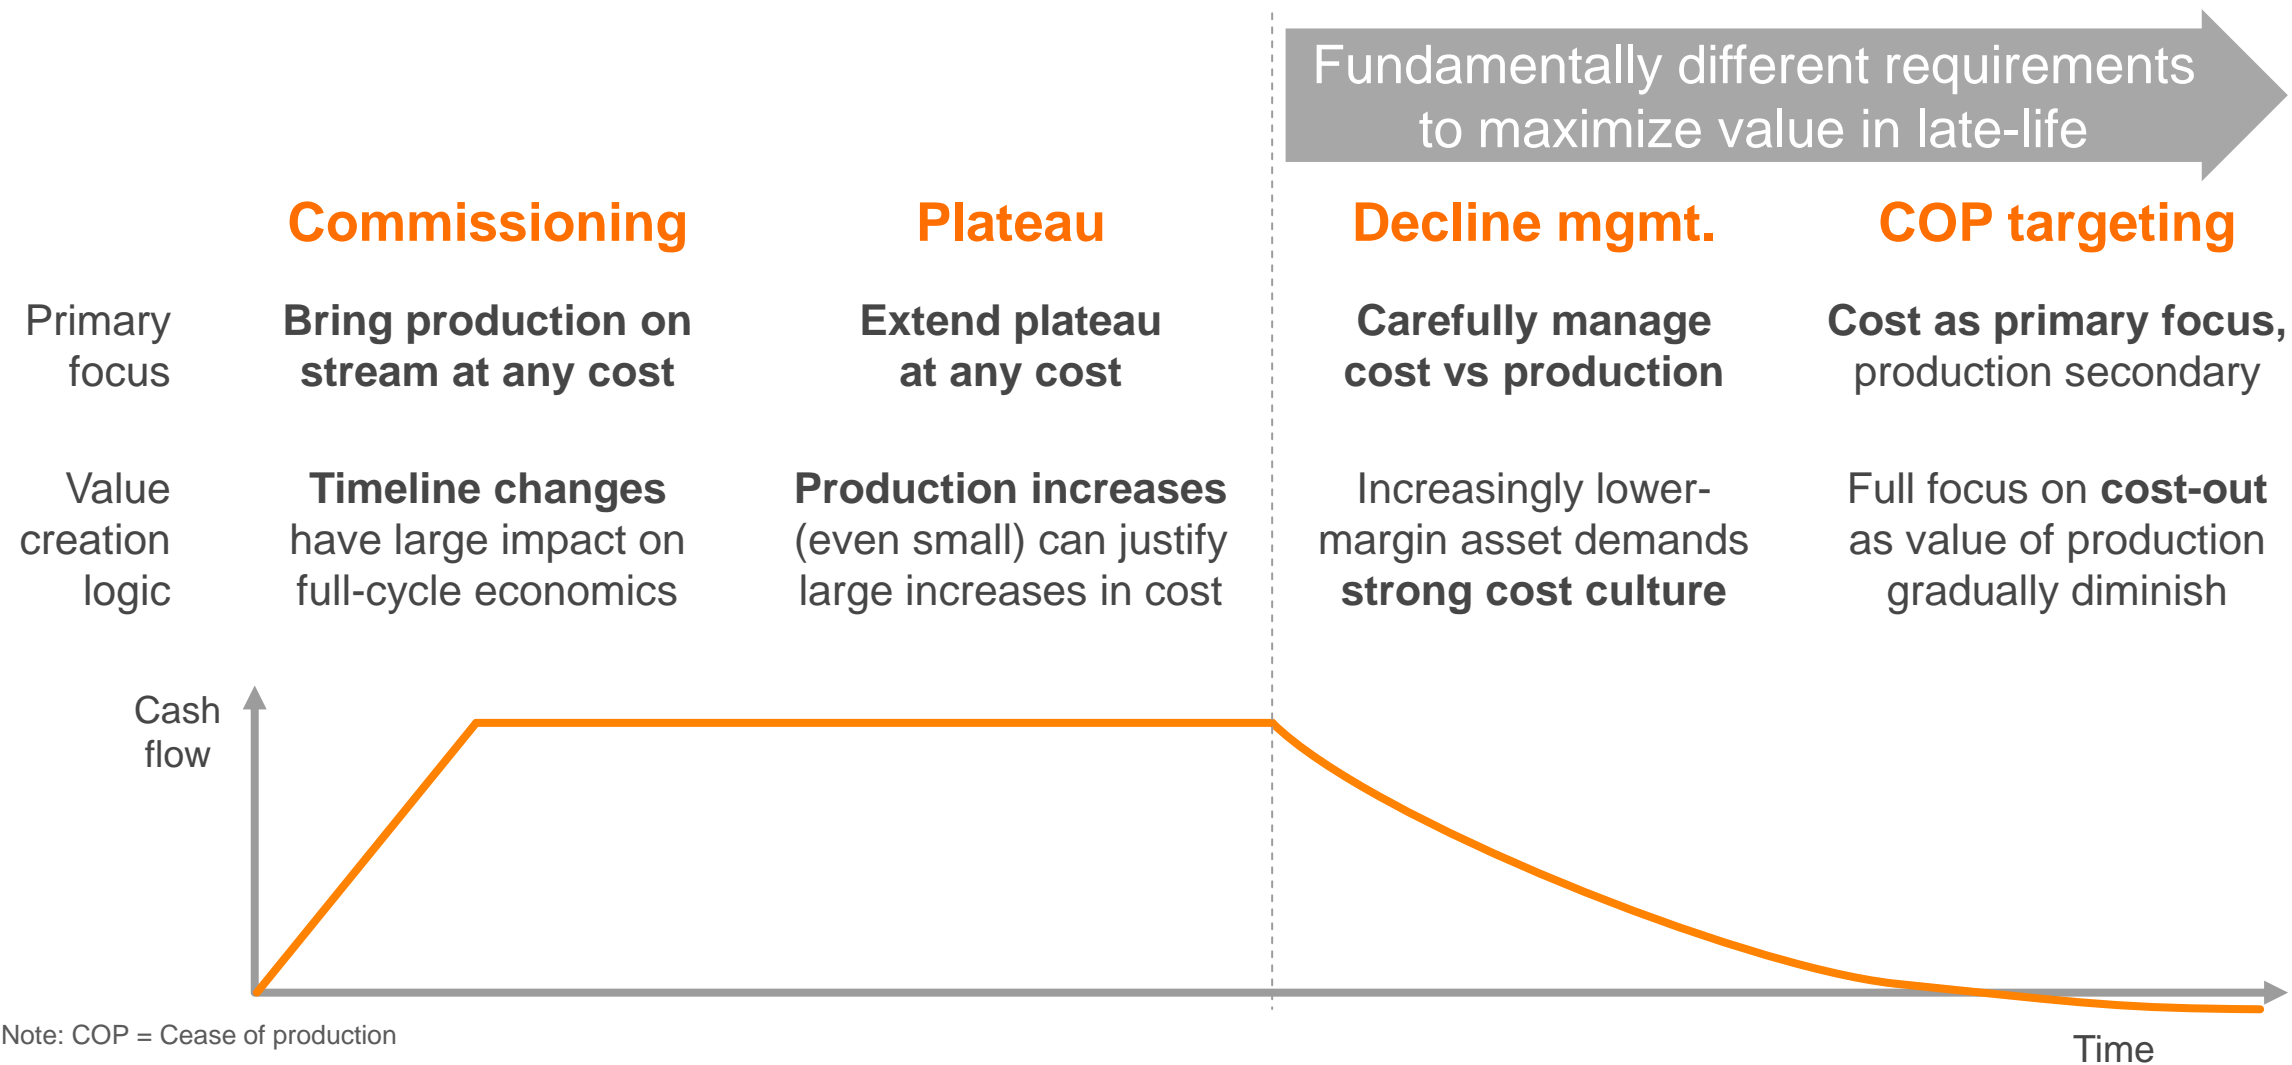 Fundamentally different requirements
to maximize value in late-life
Commissioning
Plateau
Decline mgmt.
COP targeting
Primary
focus
Bring production on
stream at any cost
Extend plateau
at any cost
Carefully manage
cost vs production
Cost as primary focus,
production secondary
Value
creation
logic
Timeline changes
have large impact on
full-cycle economics
Production increases
(even small) can justify
large increases in cost
Increasingly lower-
margin asset demands
strong cost culture
Full focus on cost-out
as value of production
gradually diminish
Cash
flow
Note: COP = Cease of production
Time